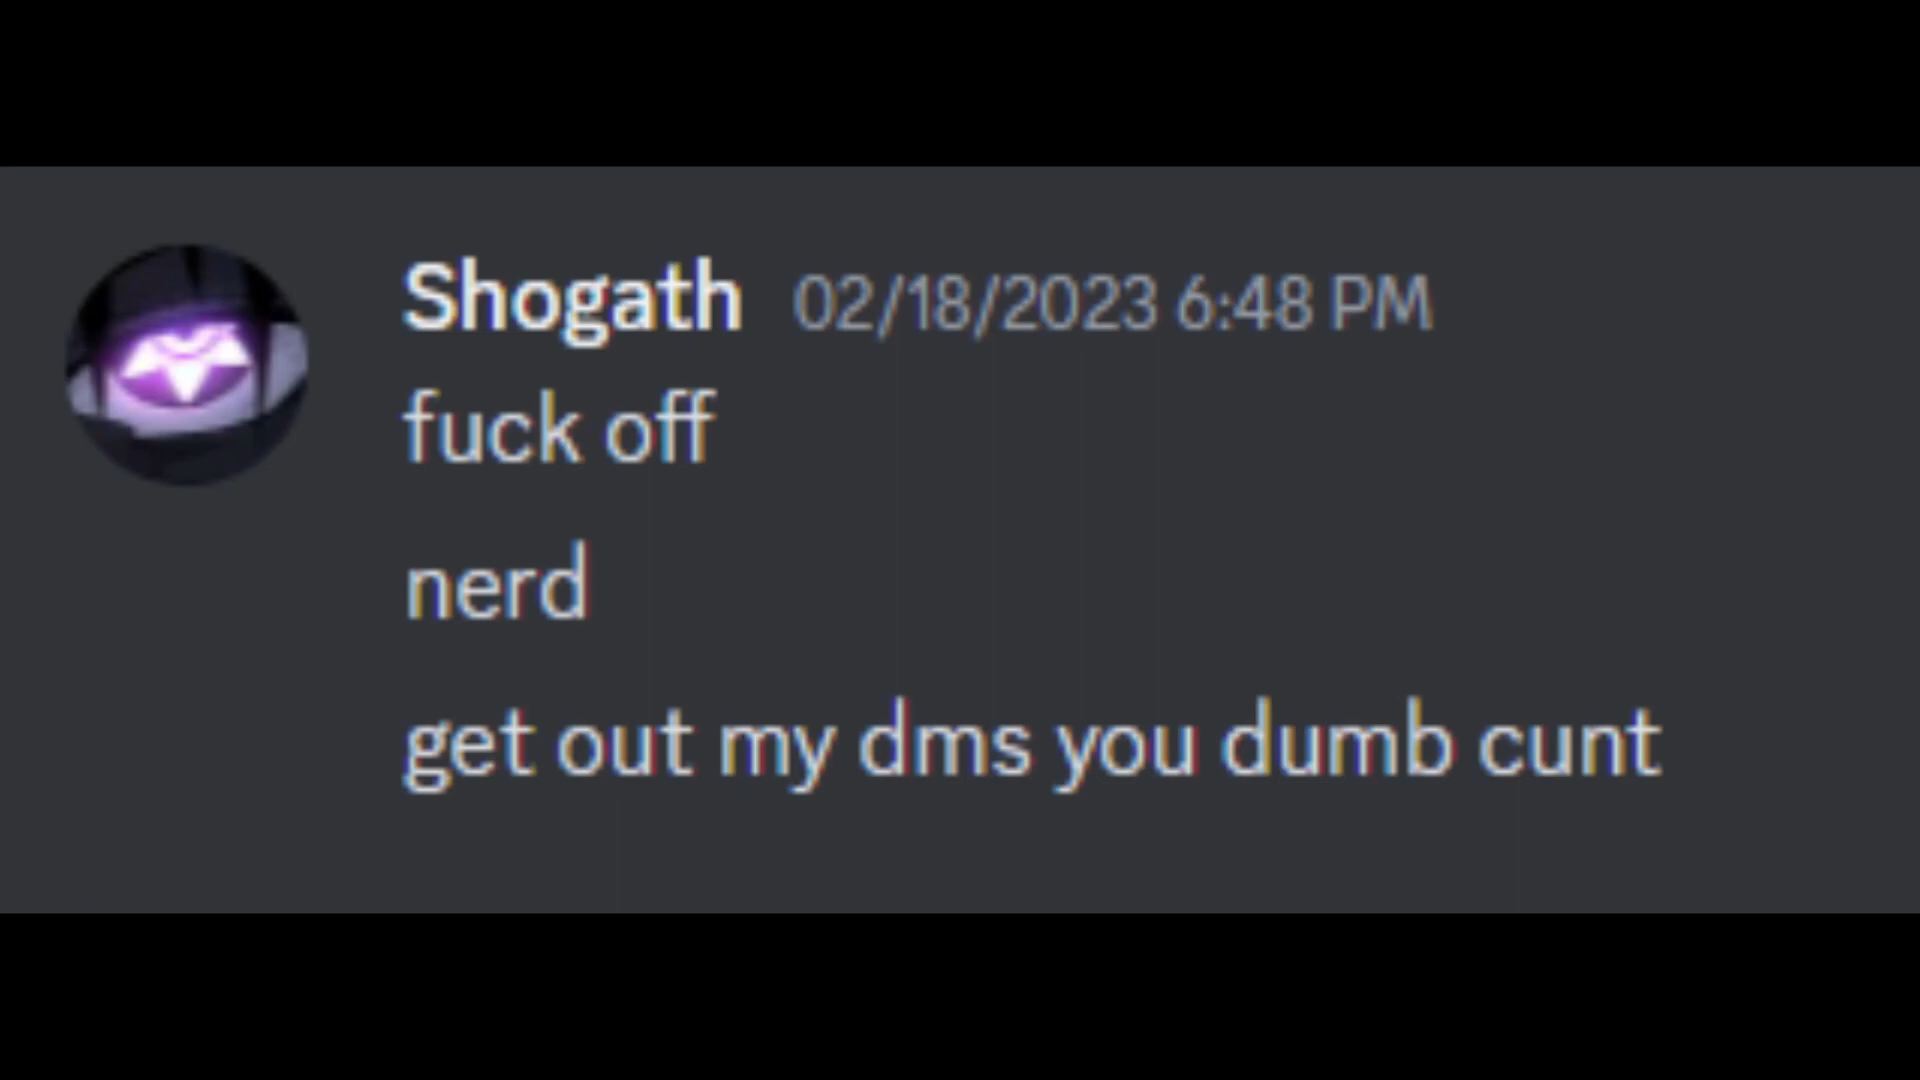 Shogath 02/18/2023 6:48 PM
fuck off
nerd
get out my dms you dumb cunt